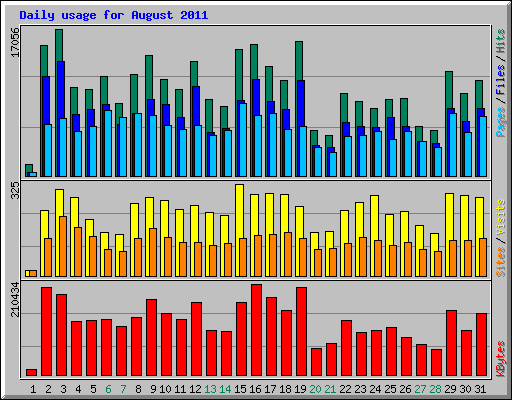 Daily usage for August 2011
17056
Pages / Files / Hits
325
Sites / Visits
210434
KBytes
1 2 3 4 5 6 7 8 9 10 11 12 13 14 15 16 17 18 19 20 21 22 23 24 25 26 27 28 29 30 31